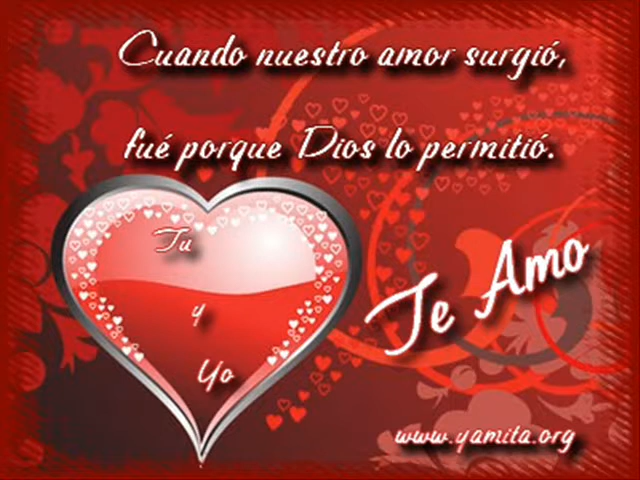 Cuando nuestro amor surgió,
fué porque Dios lo permitió.
Tu
y
Yo
Te Amo
www.yamita.org